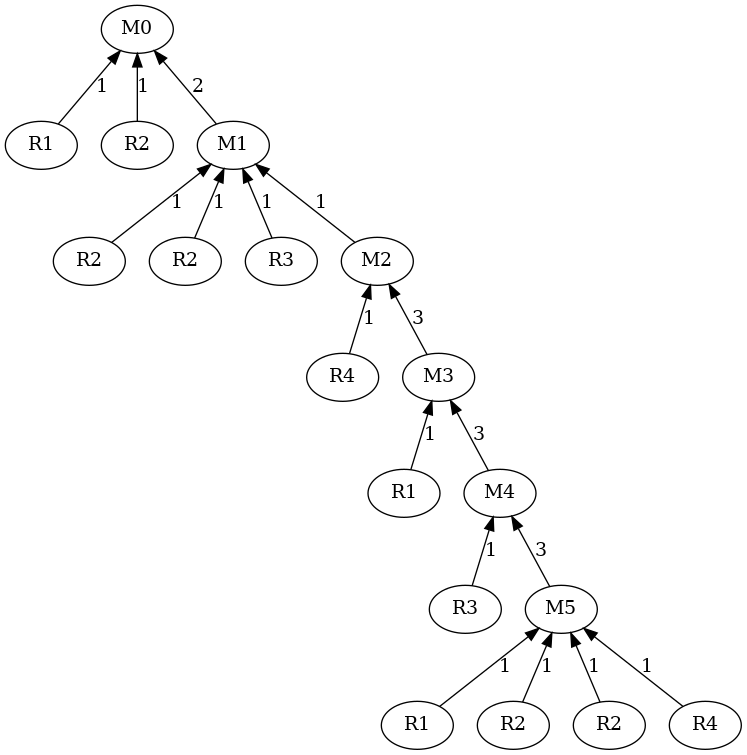 M0
1 1 2
R1 R2 M1
1 1 1 1
R2 R2 R3 M2
1 3
R4 M3
1 3
R1 M4
1 3
R3 M5
1 1 1 1
R1 R2 R2 R4